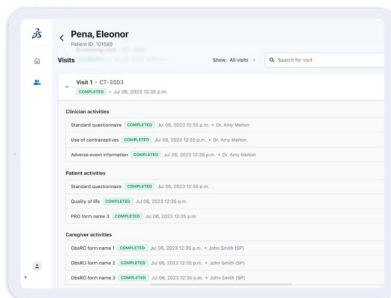 Pena, Eleonor
Patient ID: 101088
Visits
Show: All visits
Search for visit
Visit 1 • CT-3503
COMPLETED • Jul 06, 2023 12:35 p.m.
Clinician activities
Standard questionnaire COMPLETED Jul 06, 2023 12:35 p.m. • Dr. Amy Melton
Use of contraceptives COMPLETED Jul 06, 2023 12:35 p.m. • Dr. Amy Melton
Adverse event information COMPLETED Jul 06, 2023 12:35 p.m. • Dr. Amy Melton
Patient activities
Standard questionnaire COMPLETED Jul 06, 2023 12:35 p.m.
Quality of life COMPLETED Jul 06, 2023 12:35 p.m.
PRO form name 3 COMPLETED Jul 06, 2023 12:35 p.m.
Caregiver activities
ObsRO form name 1 COMPLETED Jul 06, 2023 12:35 p.m. • John Smith (SP)
ObsRO form name 2 COMPLETED Jul 06, 2023 12:35 p.m. • John Smith (SP)
ObsRO form name 3 COMPLETED Jul 06, 2023 12:35 p.m. • John Smith (SP)